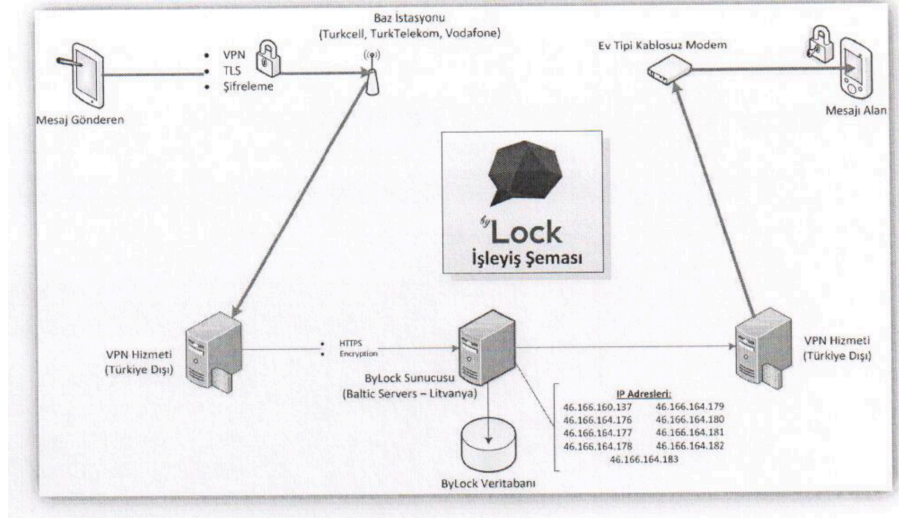 Baz İstasyonu
(Turkcell, TurkTelekom, Vodafone)
Ev Tipi Kablosuz Modem
• VPN
• TLS
• Şifreleme
Mesaj Gönderen
Mesajı Alan
by Lock
İşleyiş Şeması
VPN Hizmeti
(Türkiye Dışı)
• HTTPS
• Encryption
ByLock Sunucusu
(Baltic Servers – Litvanya)
VPN Hizmeti
(Türkiye Dışı)
IP Adresleri:
46.166.160.137 46.166.164.179
46.166.164.176 46.166.164.180
46.166.164.177 46.166.164.181
46.166.164.178 46.166.164.182
46.166.164.183
ByLock Veritabanı